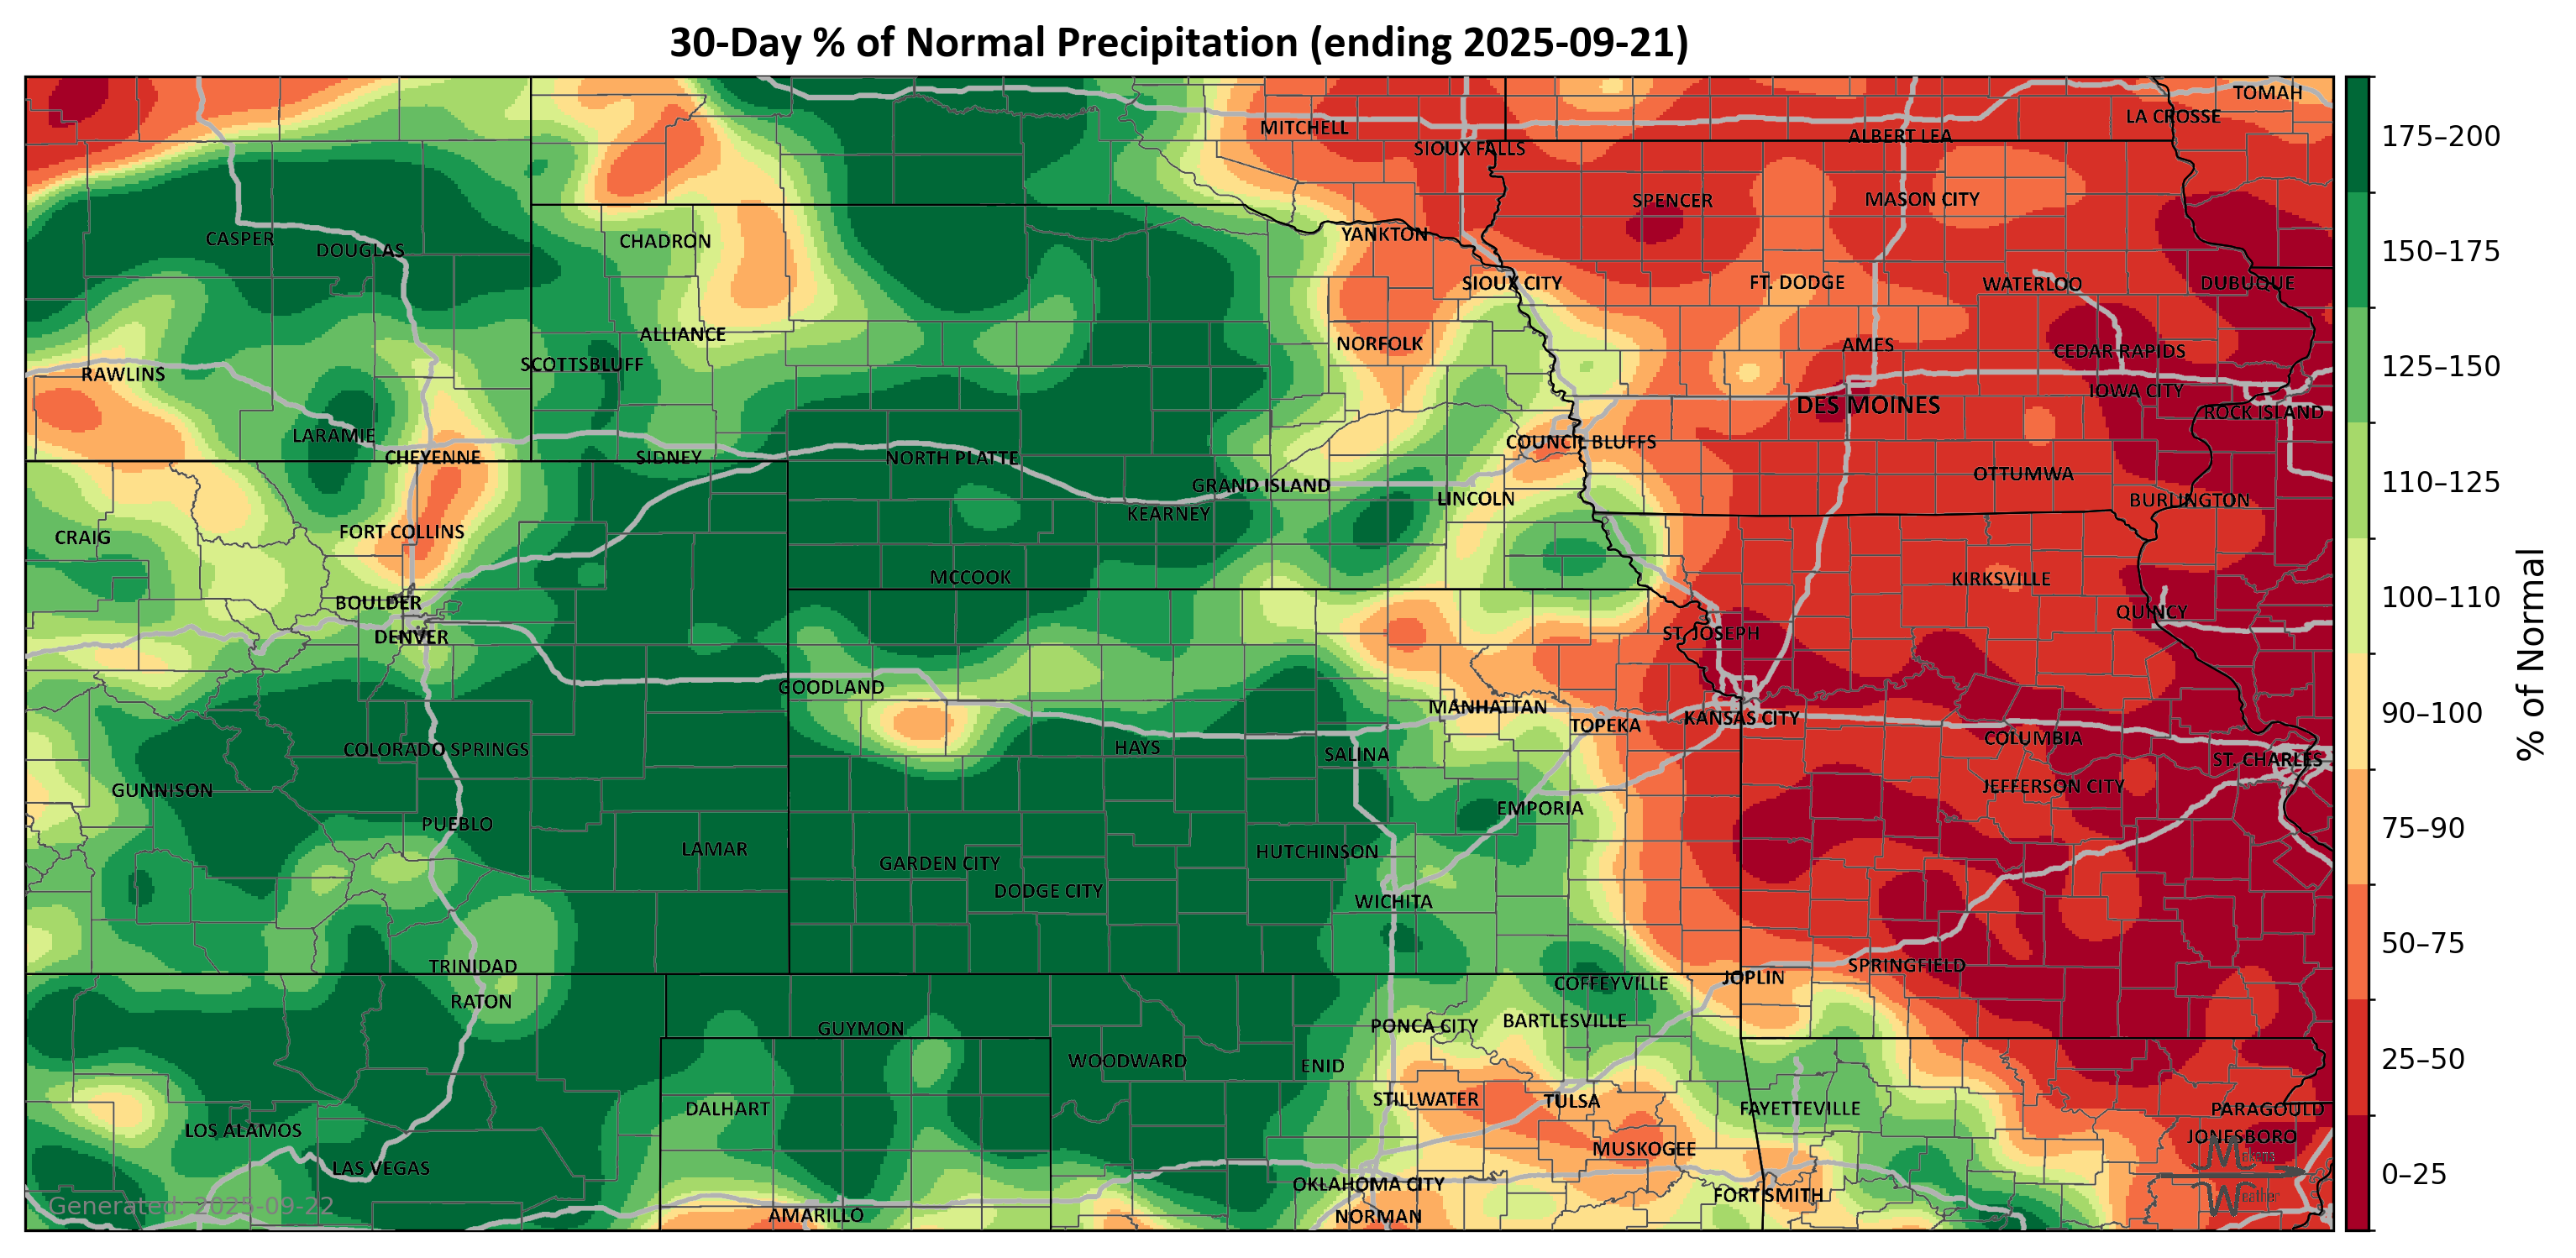 30-Day % of Normal Precipitation (ending 2025-09-21)
TOMAH
LA CROSSE
MITCHELL
ALBERT LEA
SIOUX FALLS
SPENCER
MASON CITY
CASPER
DOUGLAS
CHADRON
YANKTON
SIOUX CITY
FT. DODGE
WATERLOO
DUBUQUE
ALLIANCE
NORFOLK
AMES
CEDAR RAPIDS
SCOTTSBLUFF
RAWLINS
IOWA CITY
DES MOINES
ROCK ISLAND
LARAMIE
COUNCIL BLUFFS
CHEYENNE
SIDNEY
NORTH PLATTE
OTTUMWA
GRAND ISLAND
LINCOLN
BURLINGTON
KEARNEY
FORT COLLINS
CRAIG
MCCOOK
KIRKSVILLE
BOULDER
QUINCY
DENVER
ST. JOSEPH
GOODLAND
MANHATTAN
TOPEKA
KANSAS CITY
COLUMBIA
COLORADO SPRINGS
HAYS
SALINA
ST. CHARLES
GUNNISON
JEFFERSON CITY
EMPORIA
PUEBLO
LAMAR
HUTCHINSON
GARDEN CITY
DODGE CITY
WICHITA
TRINIDAD
SPRINGFIELD
JOPLIN
COFFEYVILLE
RATON
GUYMON
PONCA CITY
BARTLESVILLE
WOODWARD
ENID
STILLWATER
TULSA
DALHART
FAYETTEVILLE
PARAGOULD
LOS ALAMOS
JONESBORO
MUSKOGEE
LAS VEGAS
OKLAHOMA CITY
FORT SMITH
AMARILLO
NORMAN
Generated: 2025-09-22
Weather
175–200
150–175
125–150
110–125
100–110
90–100
75–90
50–75
25–50
0–25
% of Normal